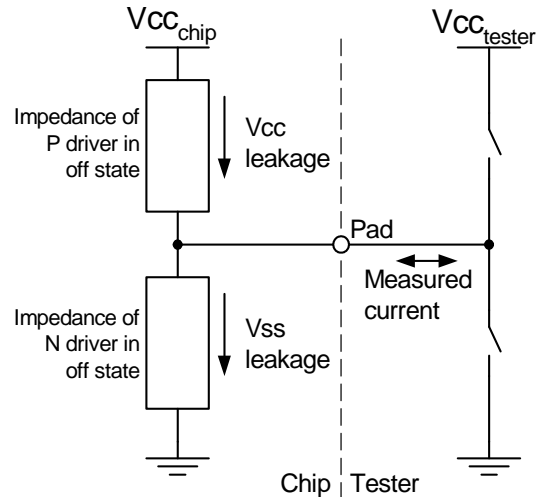 Vcc chip
Vcc tester
Impedance of
P driver in
off state
Vcc
leakage
Pad
Measured
current
Impedance of
N driver in
off state
Vss
leakage
Chip
Tester